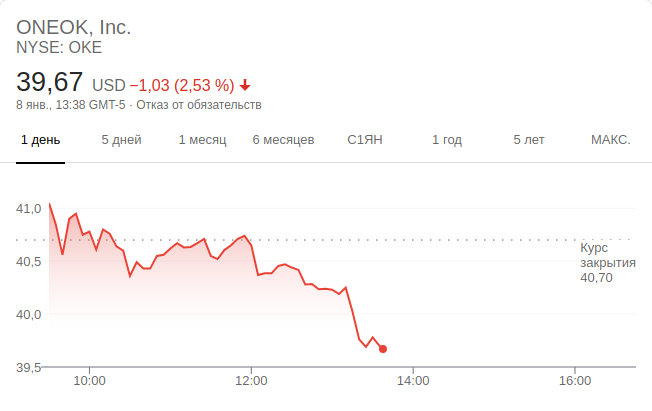 ONEOK, Inc.
NYSE: OKE
39,67 USD −1,03 (2,53 %)
8 янв., 13:38 GMT-5 · Отказ от обязательств
1 день 5 дней 1 месяц 6 месяцев С1ЯН 1 год 5 лет МАКС.
41,0
Курс
закрытия
40,70
40,5
40,0
39,5
10:00 12:00 14:00 16:00